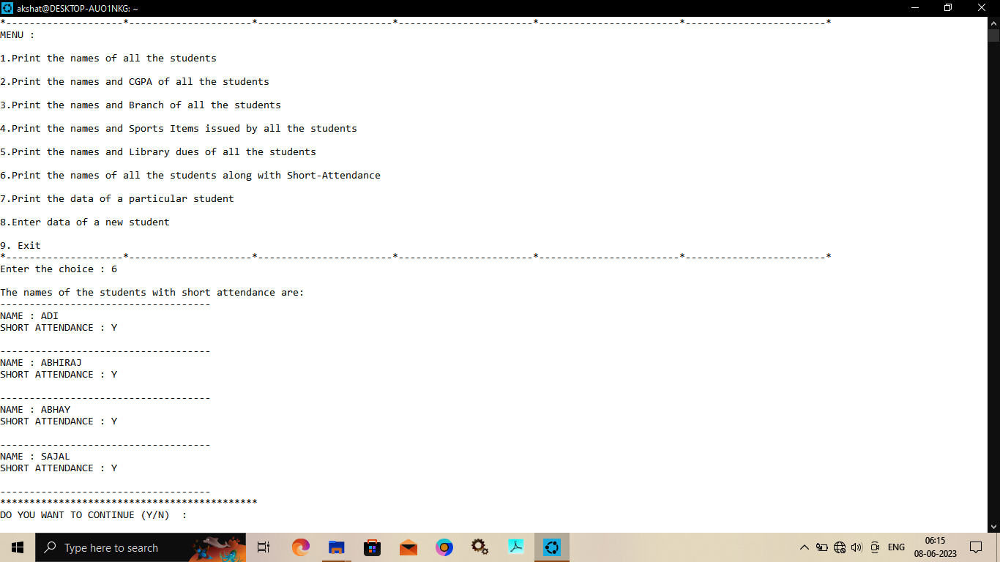 akshat@DESKTOP-AUO1NKG: ~
*--------------------*---------------------*-----------------------*-----------------------*------------------------*------------------------*
MENU :
1.Print the names of all the students
2.Print the names and CGPA of all the students
3.Print the names and Branch of all the students
4.Print the names and Sports Items issued by all the students
5.Print the names and Library dues of all the students
6.Print the names of all the students along with Short-Attendance
7.Print the data of a particular student
8.Enter data of a new student
9. Exit
*--------------------*---------------------*-----------------------*-----------------------*------------------------*------------------------*
Enter the choice : 6
The names of the students with short attendance are:
------------------------------------
NAME : ADI
SHORT ATTENDANCE : Y
------------------------------------
NAME : ABHIRAJ
SHORT ATTENDANCE : Y
------------------------------------
NAME : ABHAY
SHORT ATTENDANCE : Y
------------------------------------
NAME : SAJAL
SHORT ATTENDANCE : Y
------------------------------------
********************************************
DO YOU WANT TO CONTINUE (Y/N)  :
Type here to search
ENG
06:15
08-06-2023